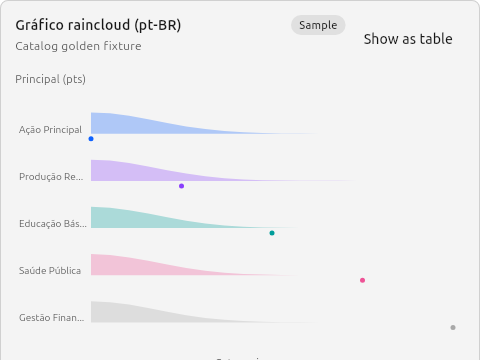 Gráfico raincloud (pt-BR)
Sample
Catalog golden fixture
Show as table
Principal (pts)
Ação Principal
Produção Re...
Educação Bás...
Saúde Pública
Gestão Finan...